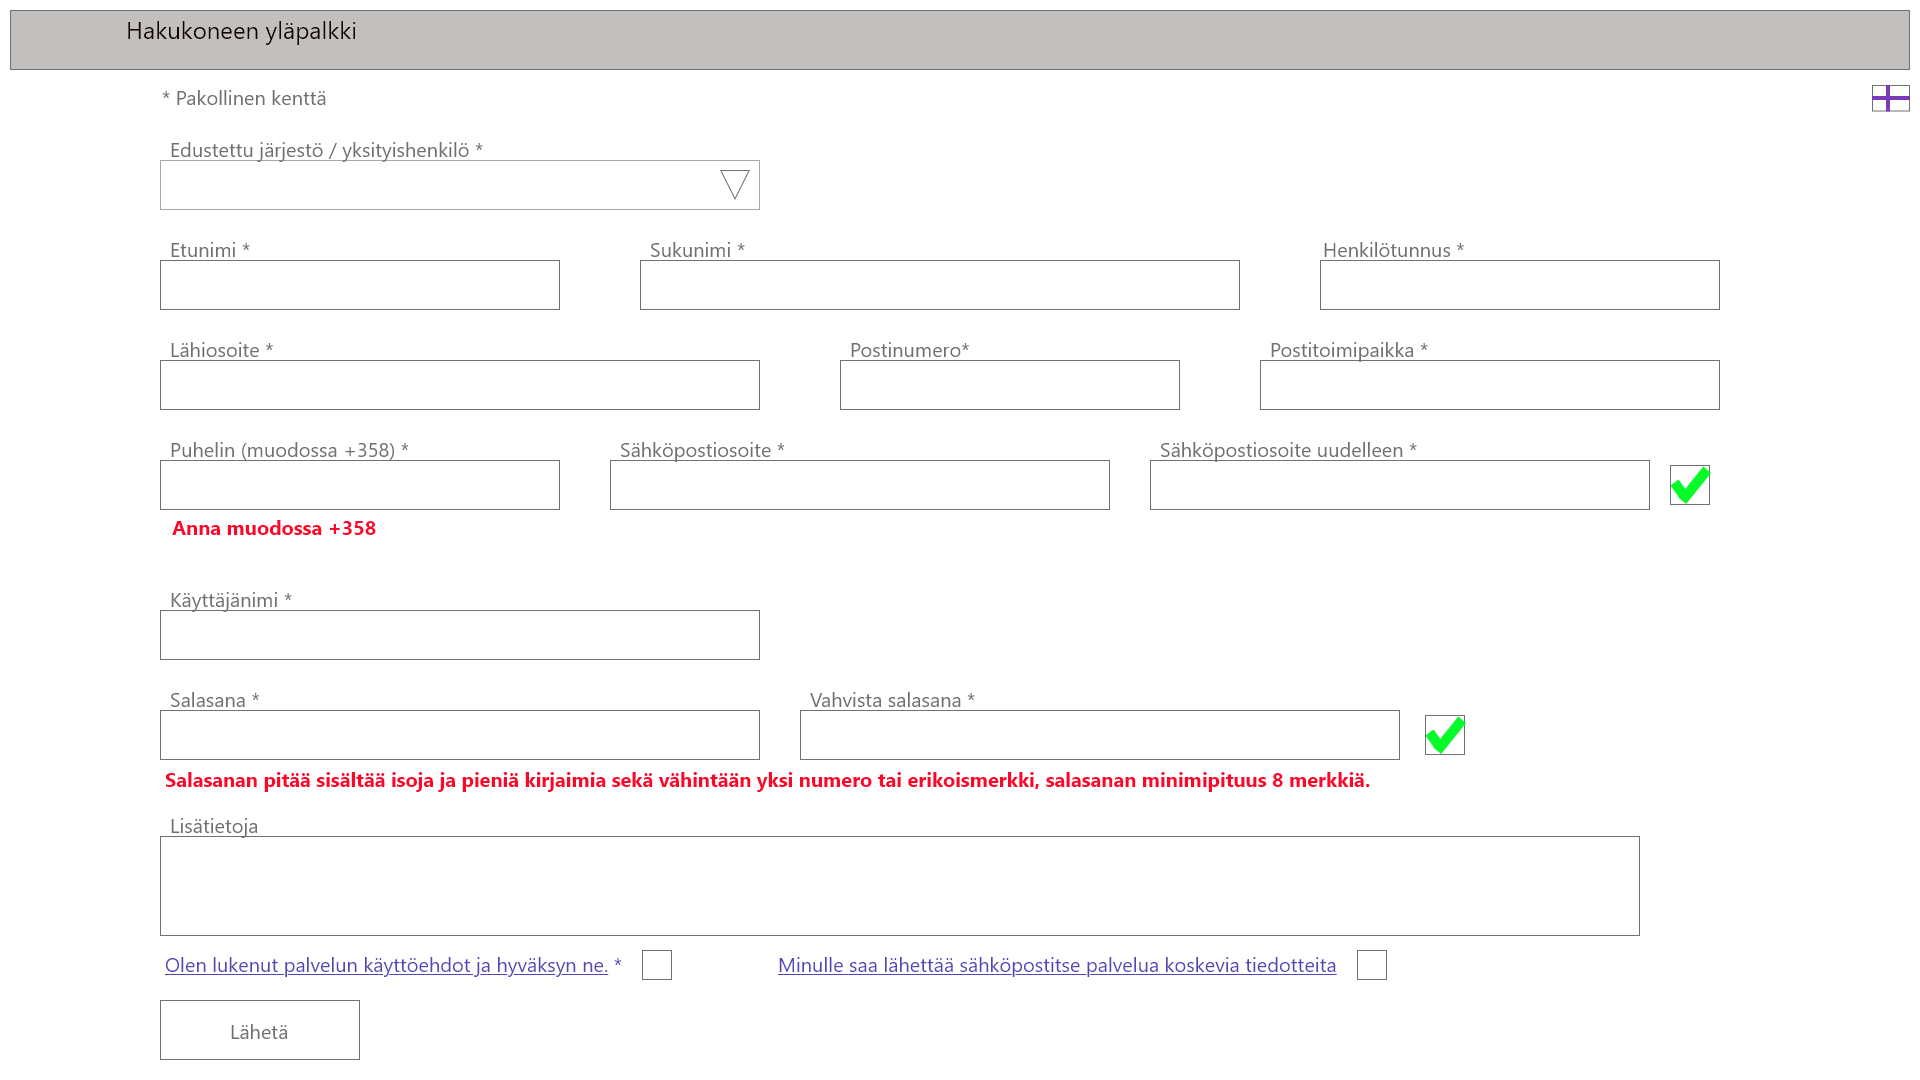 Hakukoneen yläpalkki
* Pakollinen kenttä
Edustettu järjestö / yksityishenkilö *
Etunimi * Sukunimi * Henkilötunnus *
Lähiosoite * Postinumero* Postitoimipaikka *
Puhelin (muodossa +358) * Sähköpostiosoite * Sähköpostiosoite uudelleen *
Anna muodossa +358
Käyttäjänimi *
Salasana * Vahvista salasana *
Salasanan pitää sisältää isoja ja pieniä kirjaimia sekä vähintään yksi numero tai erikoismerkki, salasanan minimipituus 8 merkkiä.
Lisätietoja
Olen lukenut palvelun käyttöehdot ja hyväksyn ne. * Minulle saa lähettää sähköpostitse palvelua koskevia tiedotteita
Lähetä